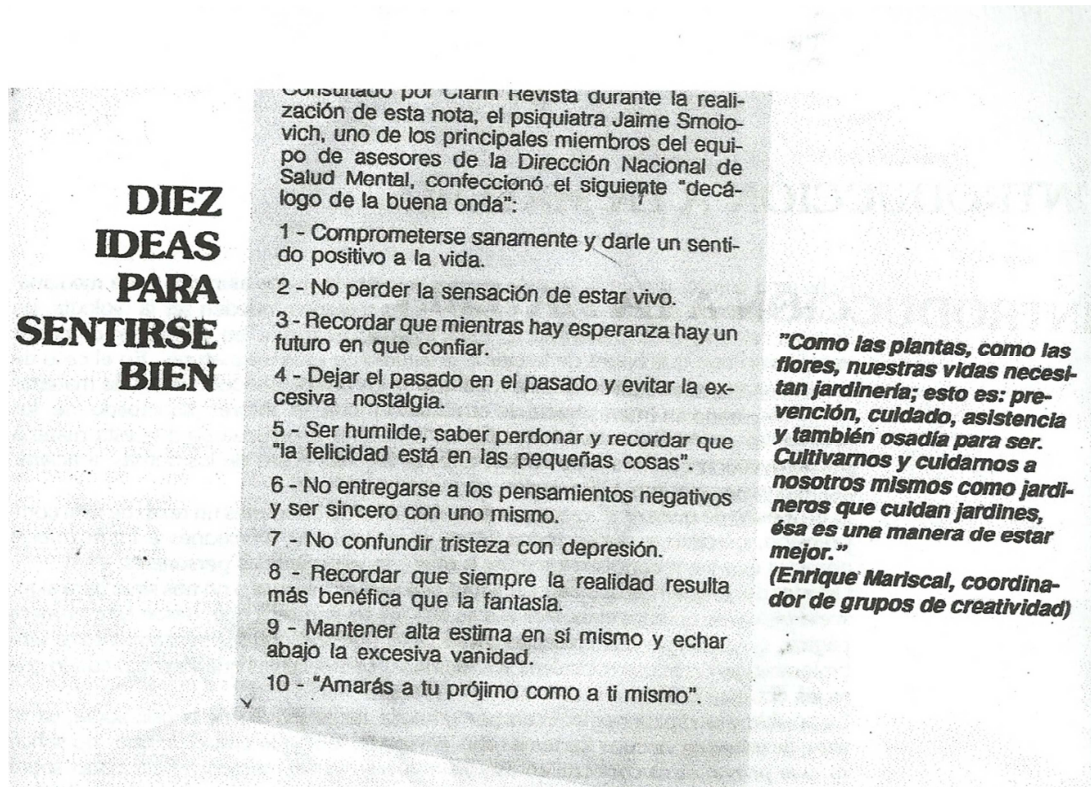 DIEZ
IDEAS
PARA
SENTIRSE
BIEN
Consultado por Clarín Revista durante la reali-
zación de esta nota, el psiquiatra Jaime Smolo-
vich, uno de los principales miembros del equi-
po de asesores de la Dirección Nacional de
Salud Mental, confeccionó el siguiente "decá-
logo de la buena onda":
1 - Comprometerse sanamente y darle un senti-
do positivo a la vida.
2 - No perder la sensación de estar vivo.
3 - Recordar que mientras hay esperanza hay un
futuro en que confiar.
4 - Dejar el pasado en el pasado y evitar la ex-
cesiva nostalgia.
5 - Ser humilde, saber perdonar y recordar que
"la felicidad está en las pequeñas cosas".
6 - No entregarse a los pensamientos negativos
y ser sincero con uno mismo.
7 - No confundir tristeza con depresión.
8 - Recordar que siempre la realidad resulta
más benéfica que la fantasía.
9 - Mantener alta estima en sí mismo y echar
abajo la excesiva vanidad.
10 - "Amarás a tu prójimo como a ti mismo".
"Como las plantas, como las
flores, nuestras vidas necesi-
tan jardinería; esto es: pre-
vención, cuidado, asistencia
y también osadía para ser.
Cultivarnos y cuidarnos a
nosotros mismos como jardi-
neros que cuidan jardines,
ésa es una manera de estar
mejor."
(Enrique Mariscal, coordina-
dor de grupos de creatividad)